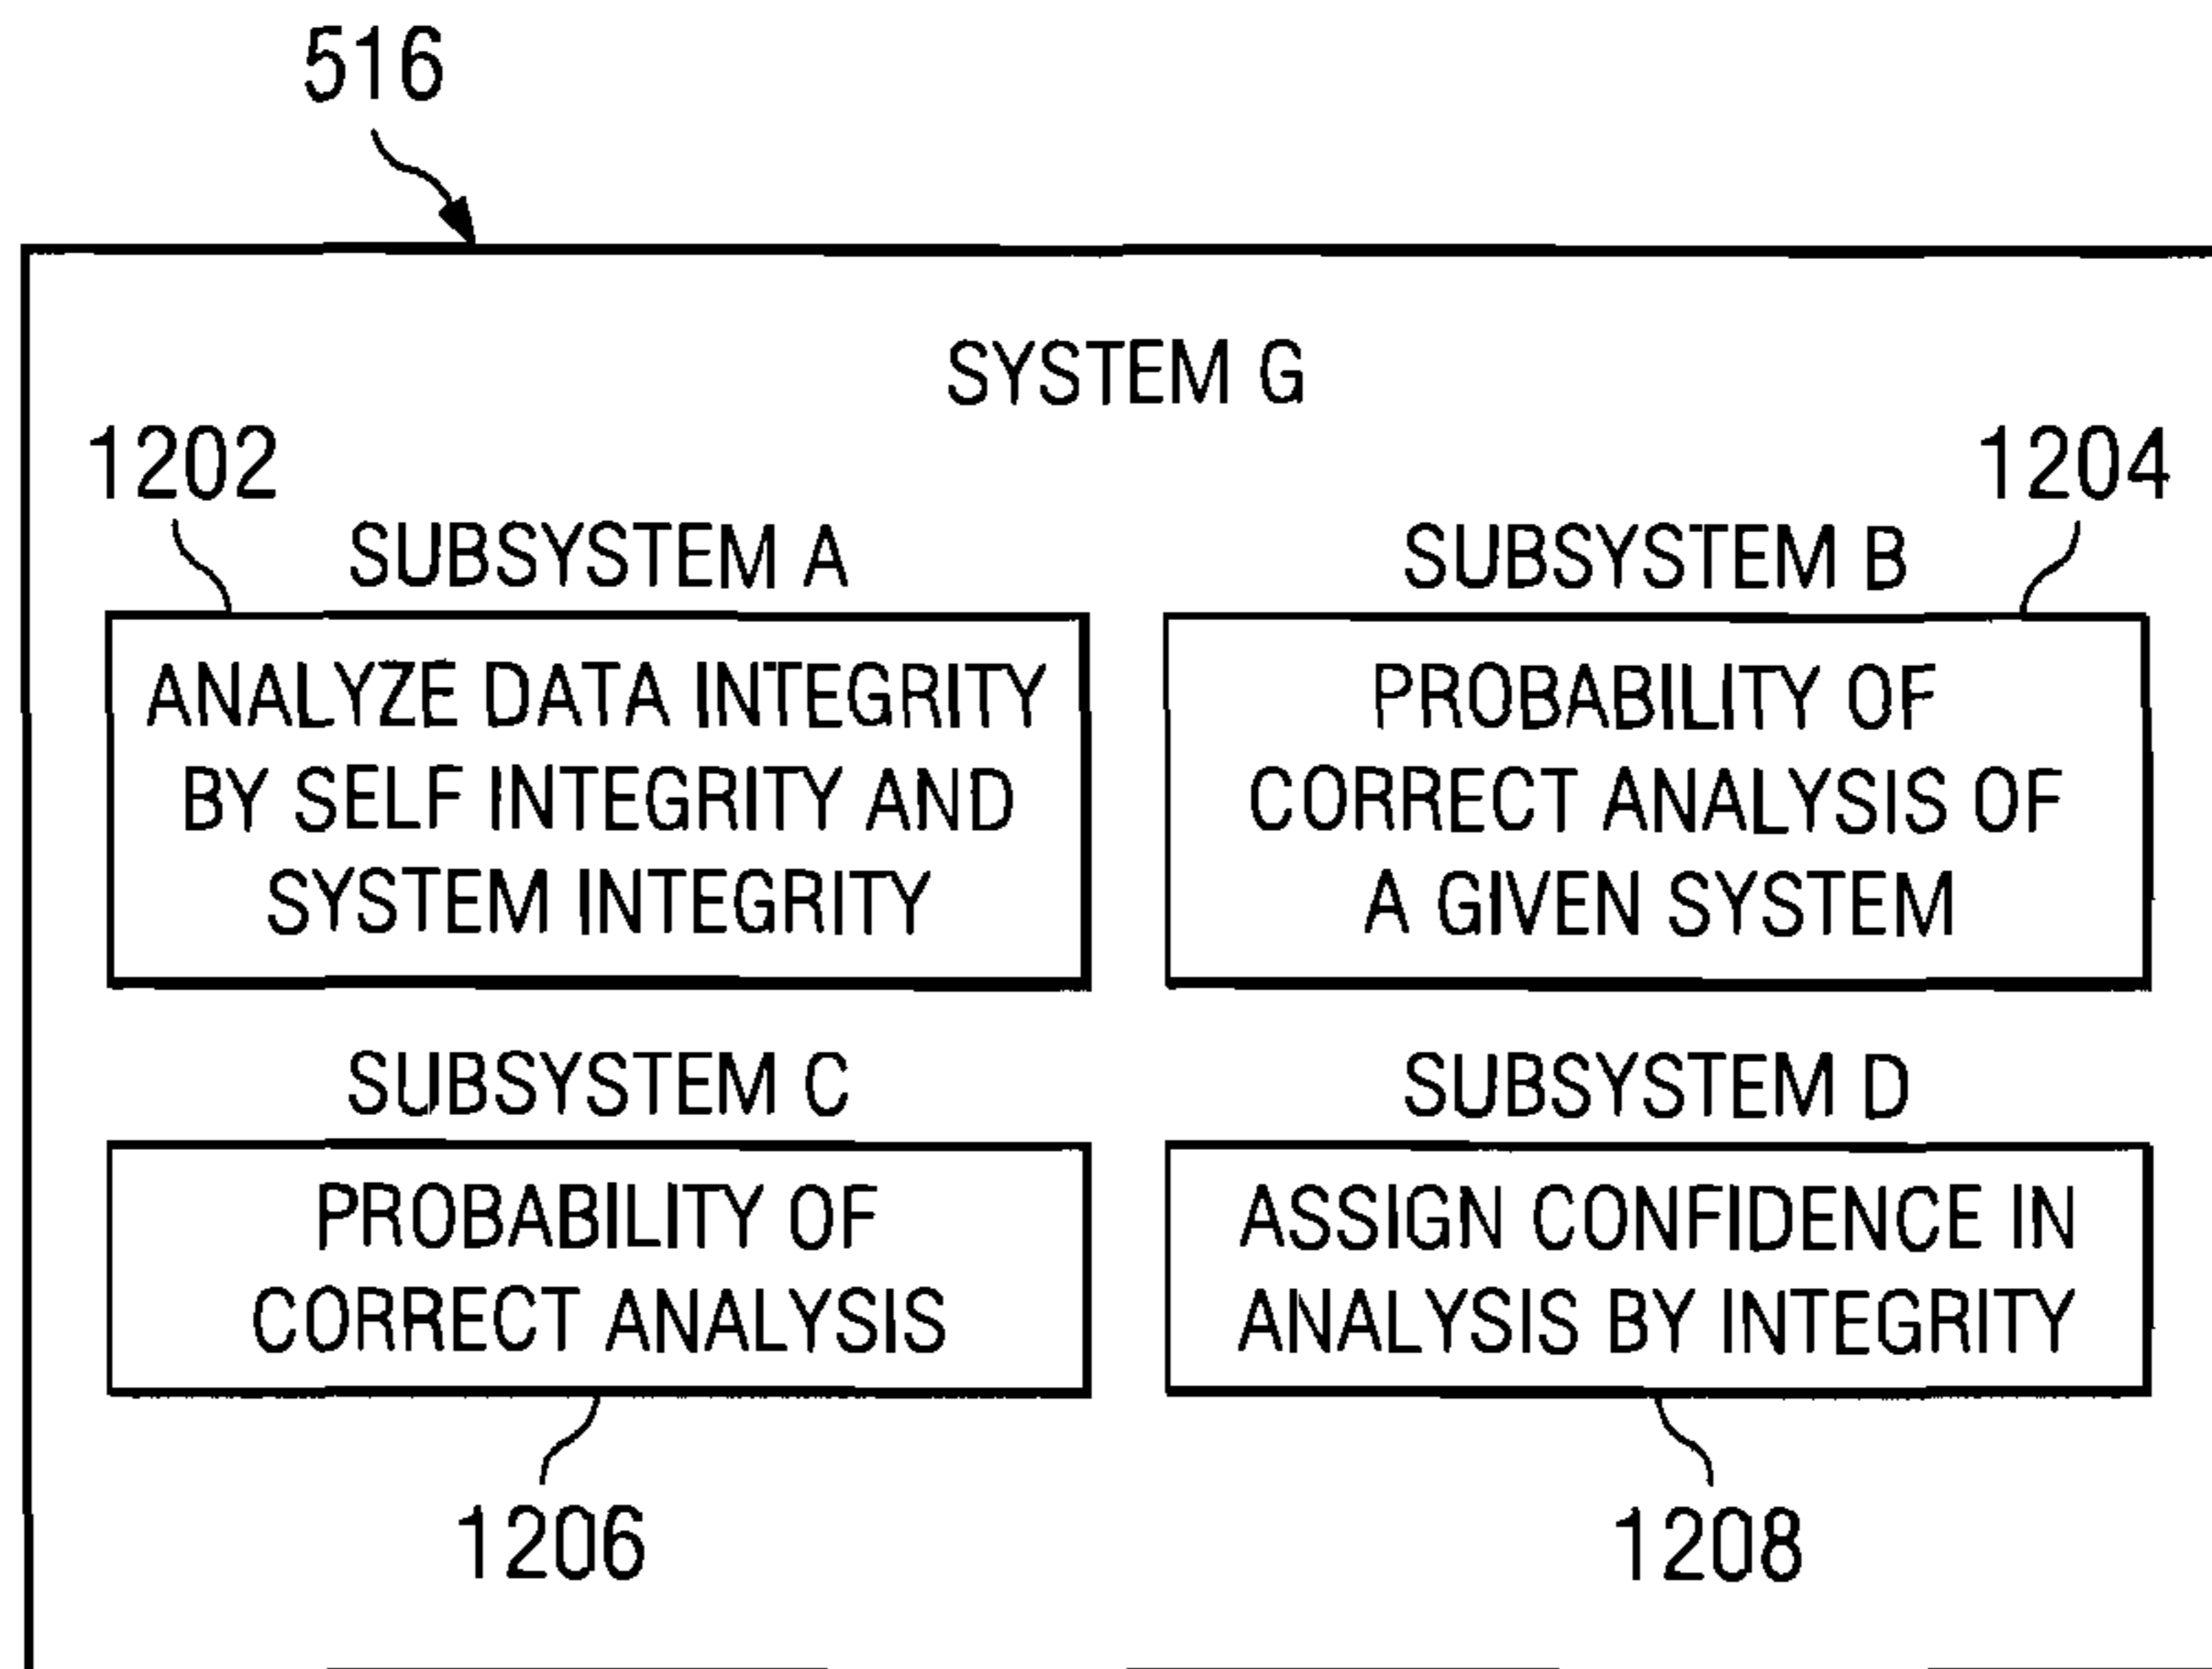 516
SYSTEM G
1202
1204
SUBSYSTEM A
SUBSYSTEM B
ANALYZE DATA INTEGRITY
BY SELF INTEGRITY AND
SYSTEM INTEGRITY
PROBABILITY OF
CORRECT ANALYSIS OF
A GIVEN SYSTEM
SUBSYSTEM C
SUBSYSTEM D
PROBABILITY OF
CORRECT ANALYSIS
ASSIGN CONFIDENCE IN
ANALYSIS BY INTEGRITY
1206
1208